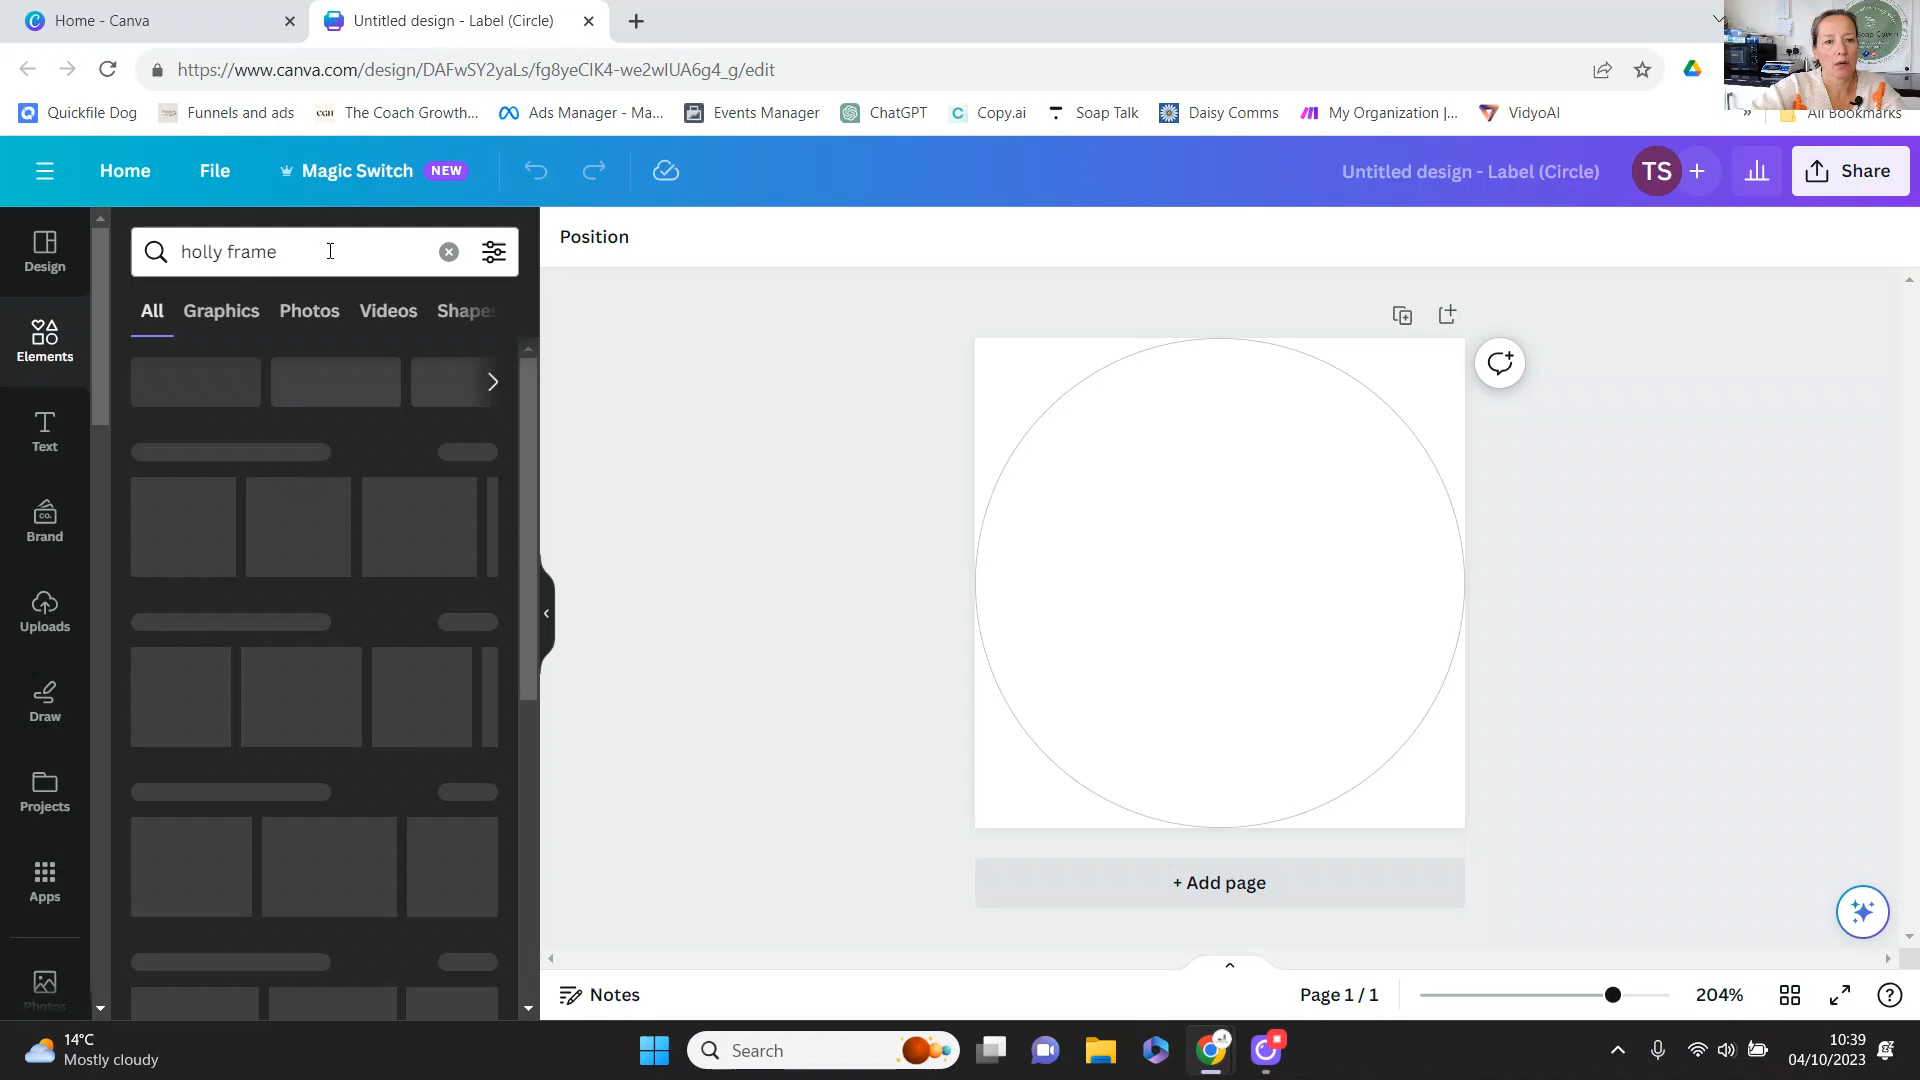 Home - Canva
Untitled design - Label (Circle)
https://www.canva.com/design/DAFwSY2yaLs/fg8yeCIK4-we2wIUA6g4_g/edit
Quickfile Dog
Funnels and ads
CGH The Coach Growth...
Ads Manager - Ma...
Events Manager
ChatGPT
C Copy.ai
Soap Talk
Daisy Comms
My Organization |...
VidyoAI
» All Bookmarks
Home
File
Magic Switch NEW
Untitled design - Label (Circle)
TS
Share
Design
Elements
Text
Brand
Uploads
Draw
Projects
Apps
Photos
holly frame
All Graphics Photos Videos Shapes
Position
+ Add page
Notes
Page 1 / 1
204%
14°C
Mostly cloudy
Search
10:39
04/10/2023